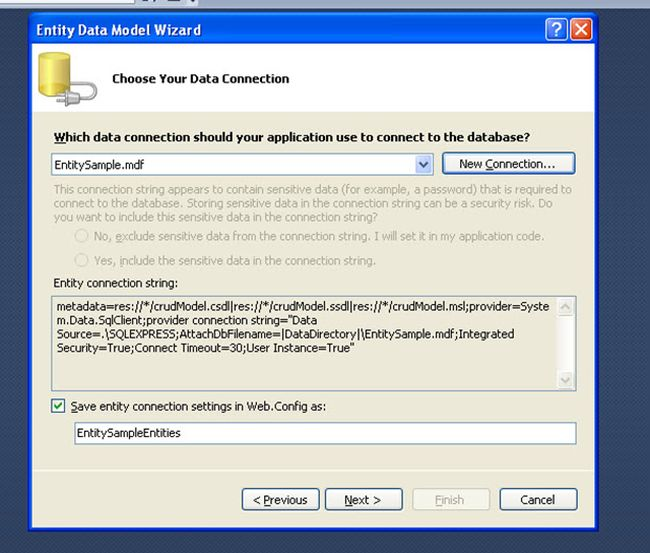 Entity Data Model Wizard
Choose Your Data Connection
Which data connection should your application use to connect to the database?
EntitySample.mdf
New Connection...
This connection string appears to contain sensitive data (for example, a password) that is required to
connect to the database. Storing sensitive data in the connection string can be a security risk. Do
you want to include this sensitive data in the connection string?
No, exclude sensitive data from the connection string. I will set it in my application code.
Yes, include the sensitive data in the connection string.
Entity connection string:
metadata=res://*/crudModel.csdl|res://*/crudModel.ssdl|res://*/crudModel.msl;provider=Syste
m.Data.SqlClient;provider connection string="Data
Source=.\SQLEXPRESS;AttachDbFilename=|DataDirectory|\EntitySample.mdf;Integrated
Security=True;Connect Timeout=30;User Instance=True"
Save entity connection settings in Web.Config as:
EntitySampleEntities
< Previous
Next >
Finish
Cancel